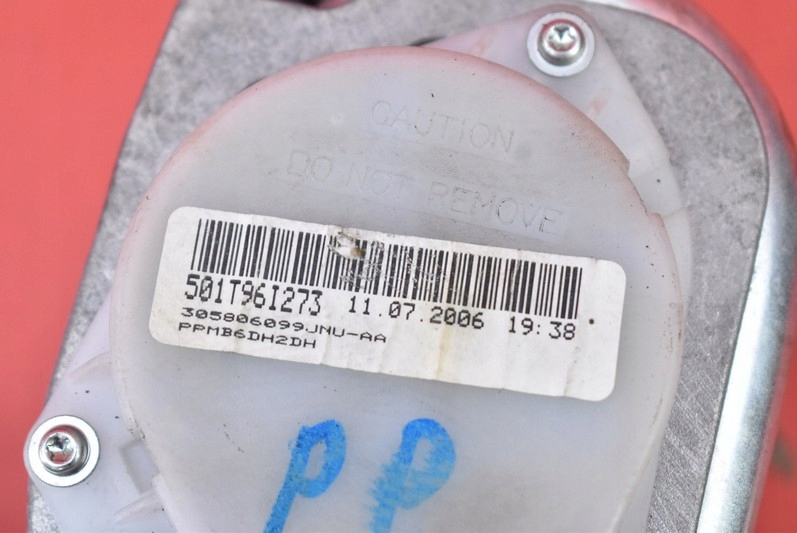 CAUTION
DO NOT REMOVE
501T96I273 11.07.2006 19:38
305806099JNU-AA
PPMB6DH2DH
PP